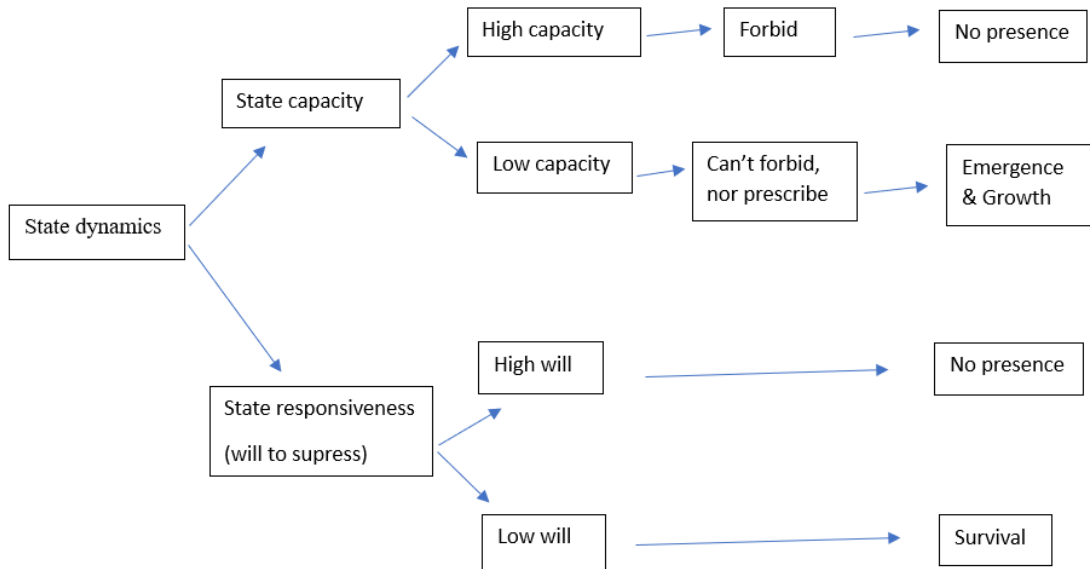 High capacity
Forbid
No presence
State capacity
Low capacity
Can’t forbid,
nor prescribe
Emergence
& Growth
State dynamics
High will
No presence
State responsiveness
(will to supress)
Low will
Survival